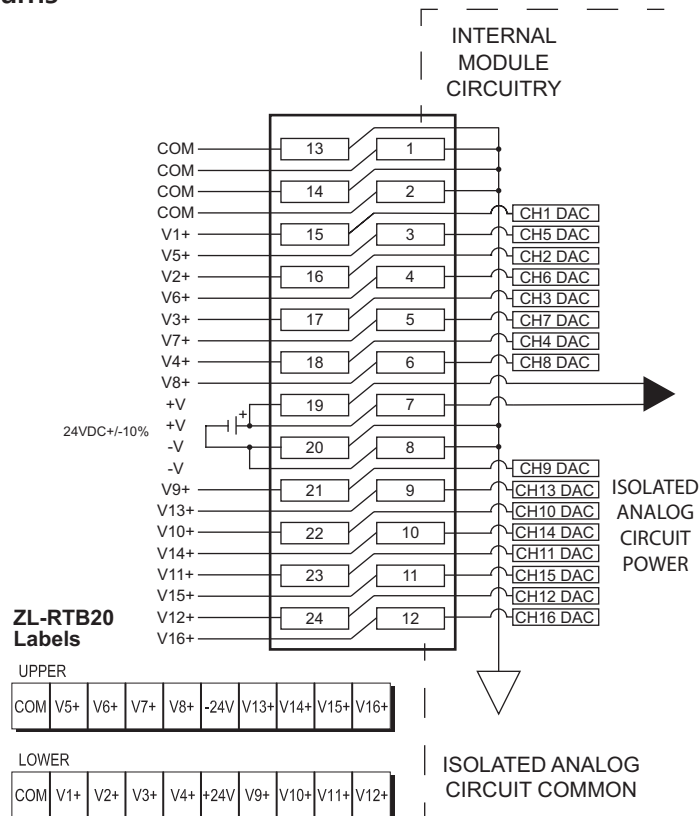 INTERNAL
MODULE
CIRCUITRY
COM 13 1
COM
COM 14 2
COM CH1 DAC
V1+ 15 3 CH5 DAC
V5+ CH2 DAC
V2+ 16 4 CH6 DAC
V6+ CH3 DAC
V3+ 17 5 CH7 DAC
V7+ CH4 DAC
V4+ 18 6 CH8 DAC
V8+
+V 19 7
+
24VDC+/-10% +V
-V 20 8
-V CH9 DAC
V9+ 21 9 CH13 DAC
V13+ CH10 DAC
V10+ 22 10 CH14 DAC
V14+ CH11 DAC
V11+ 23 11 CH15 DAC
V15+ CH12 DAC
V12+ 24 12 CH16 DAC
V16+
ISOLATED
ANALOG
CIRCUIT
POWER
ZL-RTB20
Labels
UPPER
COM V5+ V6+ V7+ V8+ -24V V13+ V14+ V15+ V16+
LOWER
COM V1+ V2+ V3+ V4+ +24V V9+ V10+ V11+ V12+
ISOLATED ANALOG
CIRCUIT COMMON